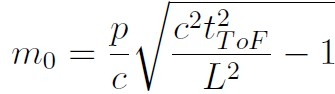 m_0 = \frac{p}{c}\sqrt{\frac{c^2 t_{ToF}^2}{L^2} - 1}